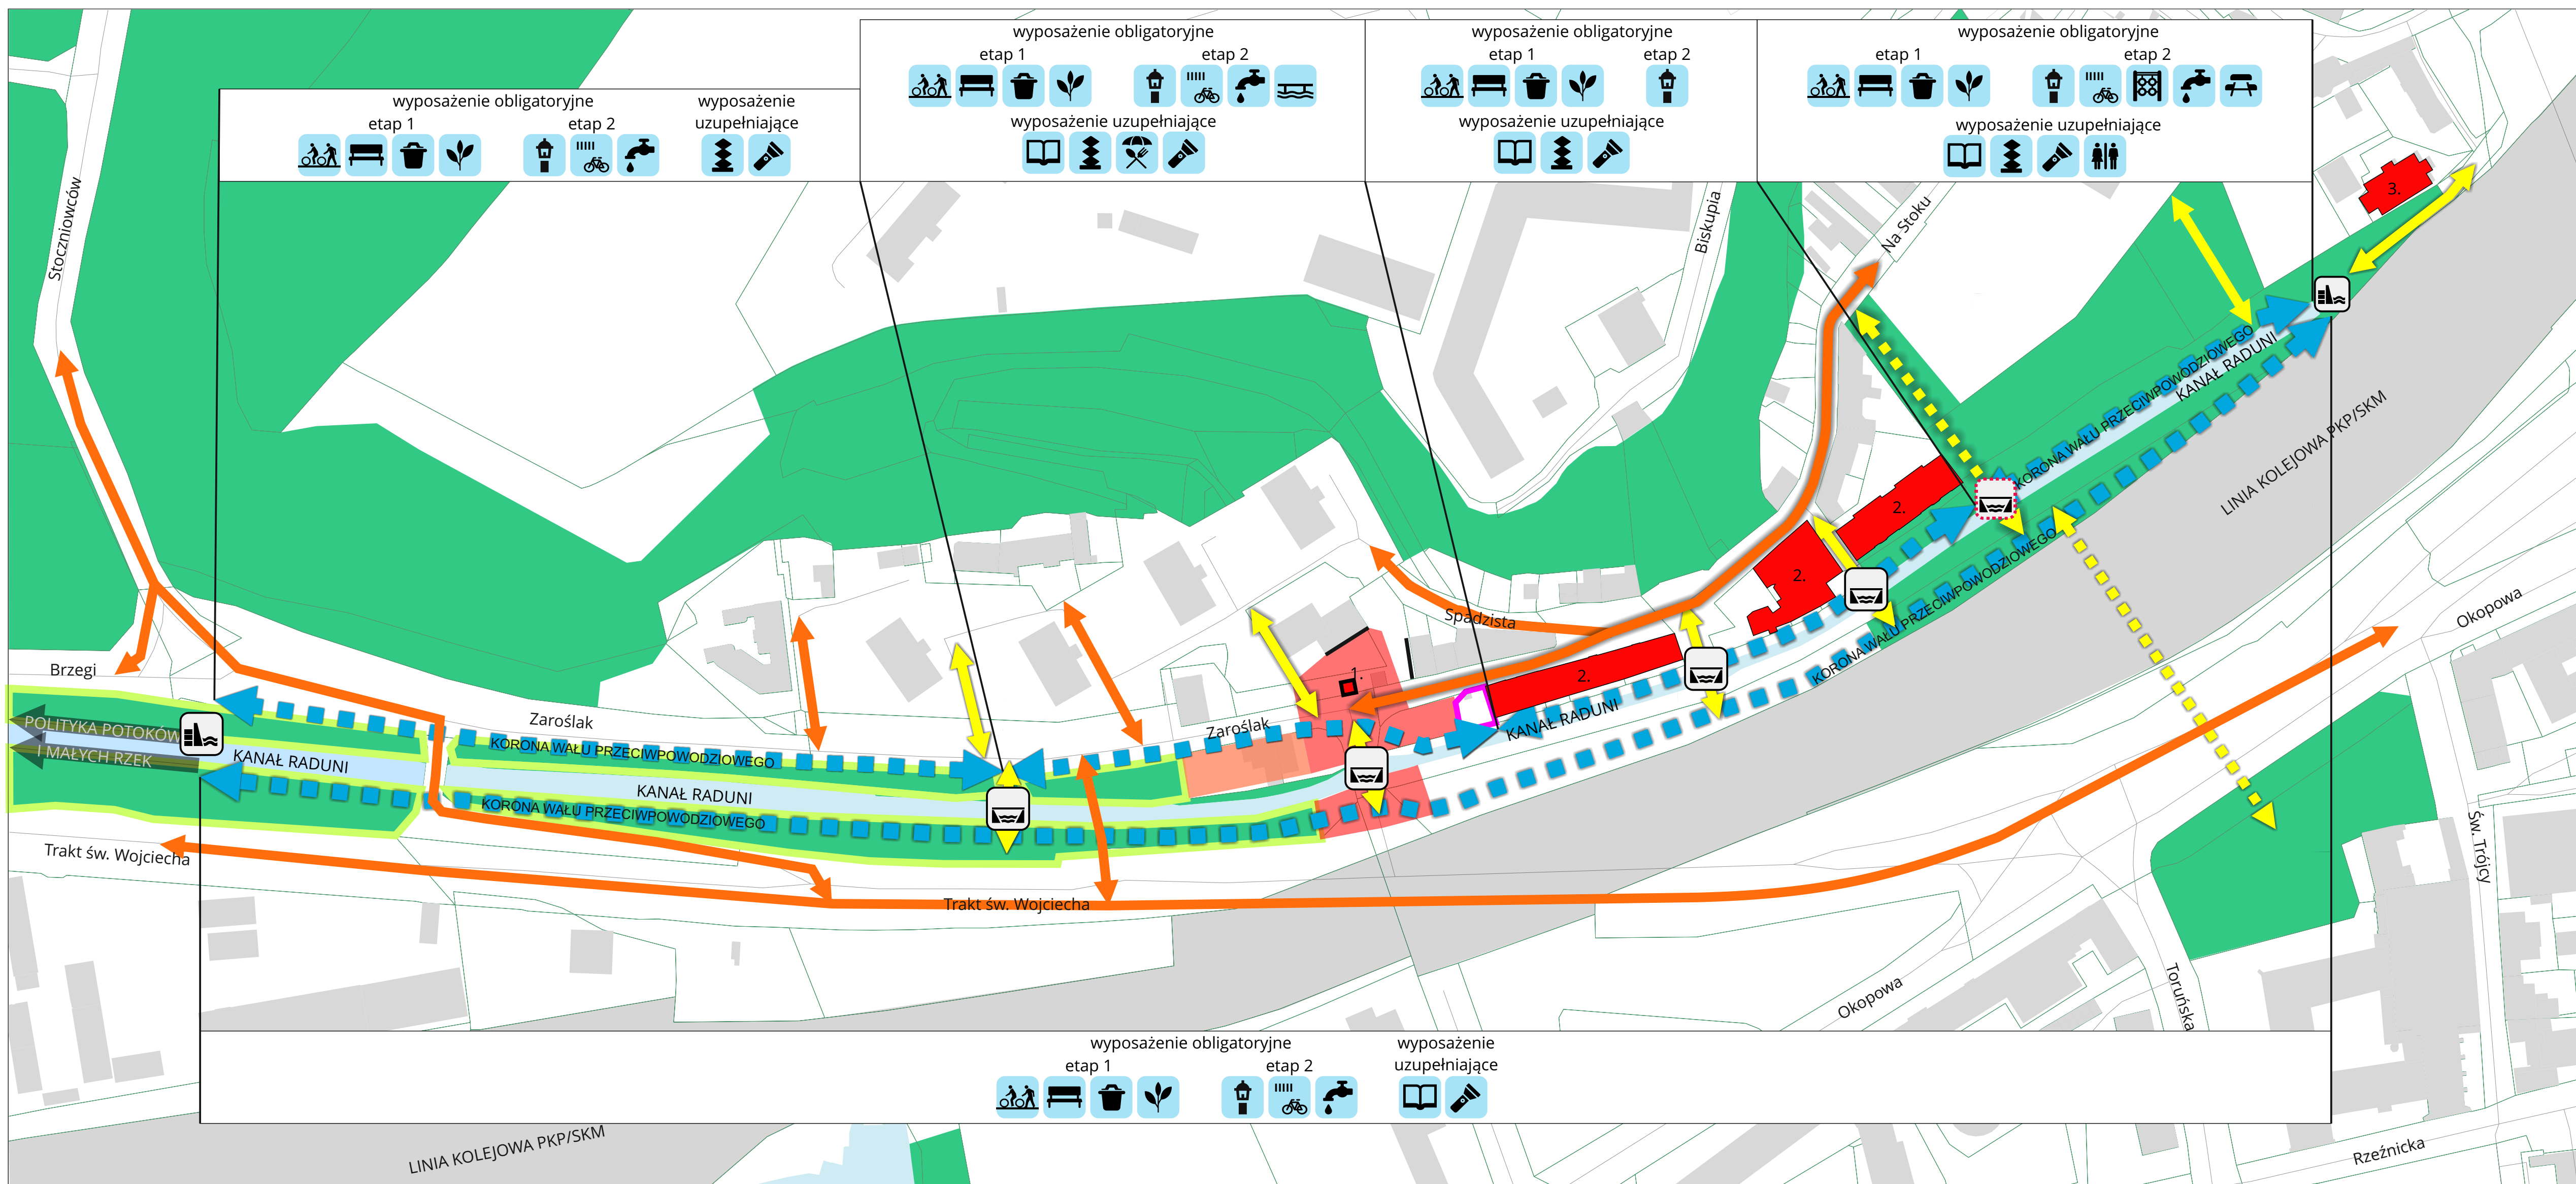 wyposażenie obligatoryjne
etap 1
etap 2
wyposażenie
uzupełniające
wyposażenie obligatoryjne
etap 1
etap 2
wyposażenie uzupełniające
wyposażenie obligatoryjne
etap 1
etap 2
wyposażenie uzupełniające
wyposażenie obligatoryjne
etap 1
etap 2
wyposażenie uzupełniające
Stoczniowców
Biskupia
Na Stoku
3.
KORONA WAŁU PRZECIWPOWODZIOWEGO
KANAŁ RADUNI
LINIA KOLEJOWA PKP/SKM
2.
2.
KORONA WAŁU PRZECIWPOWODZIOWEGO
Spadzista
Okopowa
Brzegi
1.
2.
Zaroślak
Zaroślak
KANAŁ RADUNI
POLITYKA POTOKÓW
I MAŁYCH RZEK
KANAŁ RADUNI
KORONA WAŁU PRZECIWPOWODZIOWEGO
KANAŁ RADUNI
KORONA WAŁU PRZECIWPOWODZIOWEGO
Trakt św. Wojciecha
Trakt św. Wojciecha
Św. Trójcy
Okopowa
Toruńska
wyposażenie obligatoryjne
etap 1
etap 2
wyposażenie
uzupełniające
LINIA KOLEJOWA PKP/SKM
Rzeźnicka